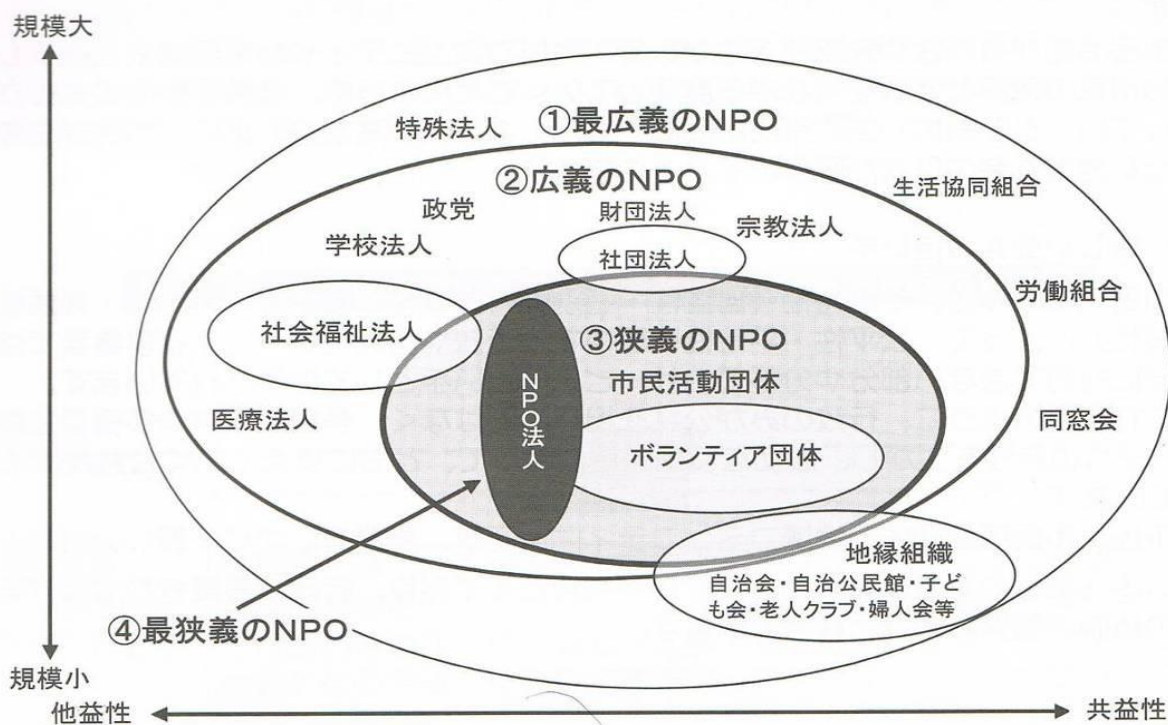 規模大
特殊法人
①最広義のNPO
②広義のNPO
生活協同組合
政党
財団法人
宗教法人
学校法人
社団法人
労働組合
社会福祉法人
③狭義のNPO
市民活動団体
NPO法人
医療法人
同窓会
ボランティア団体
地縁組織
自治会・自治公民館・子ど
も会・老人クラブ・婦人会等
④最狭義のNPO
規模小
他益性
共益性